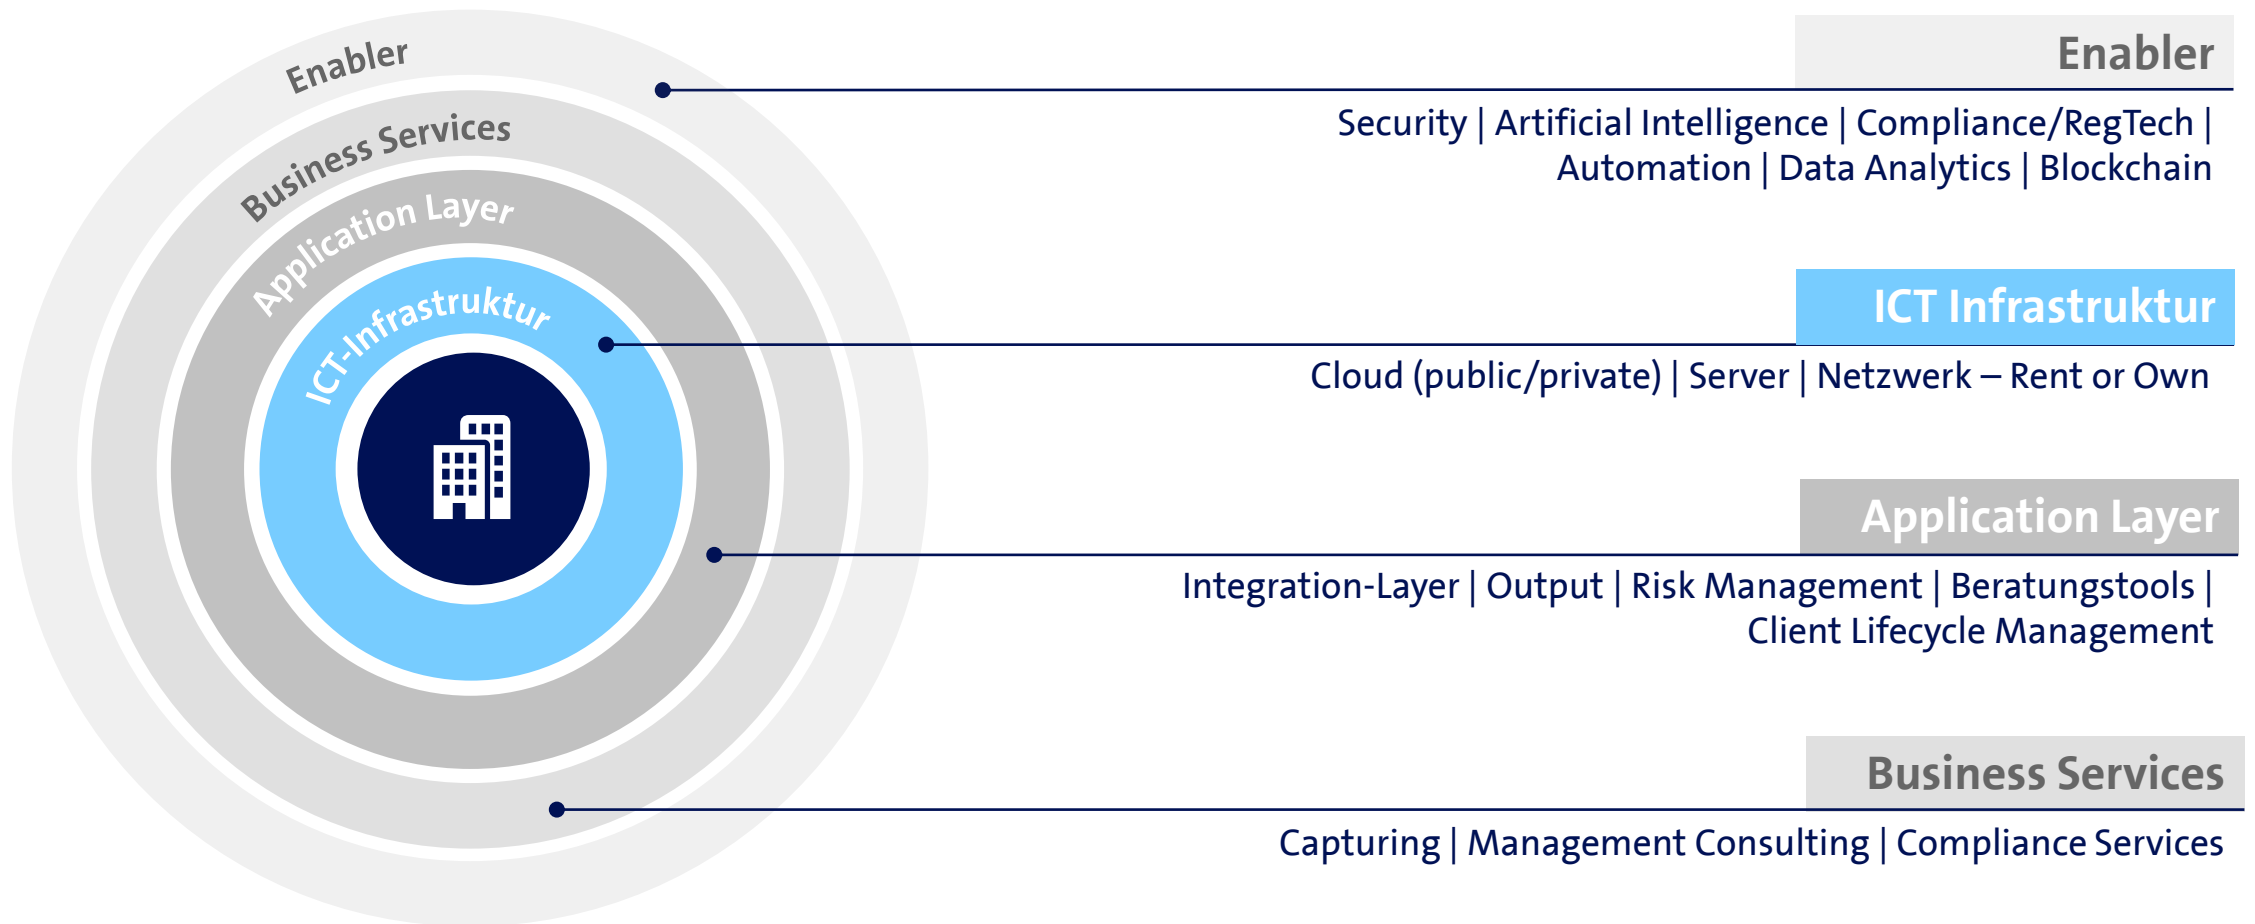 Enabler
Business Services
Application Layer
ICT-Infrastruktur
Enabler
Security | Artificial Intelligence | Compliance/RegTech |
Automation | Data Analytics | Blockchain
ICT Infrastruktur
Cloud (public/private) | Server | Netzwerk – Rent or Own
Application Layer
Integration-Layer | Output | Risk Management | Beratungstools |
Client Lifecycle Management
Business Services
Capturing | Management Consulting | Compliance Services